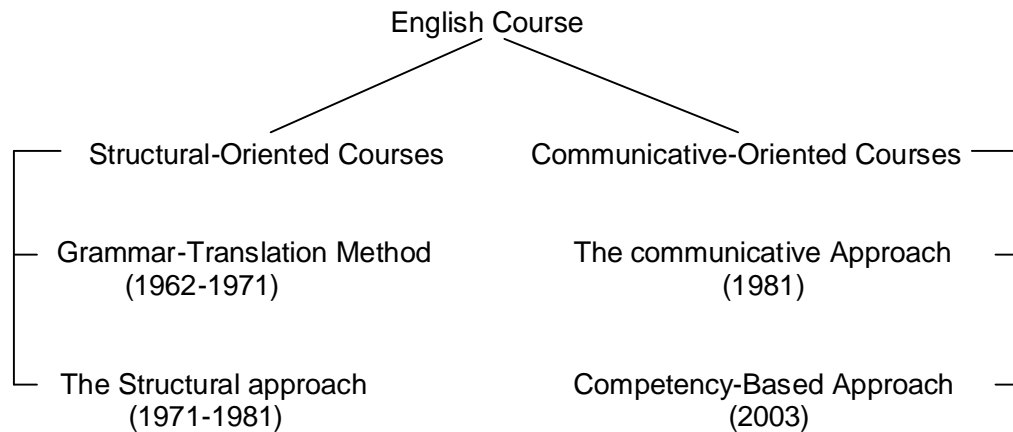 English Course
Structural-Oriented Courses
Communicative-Oriented Courses
Grammar-Translation Method
(1962-1971)
The communicative Approach
(1981)
The Structural approach
(1971-1981)
Competency-Based Approach
(2003)